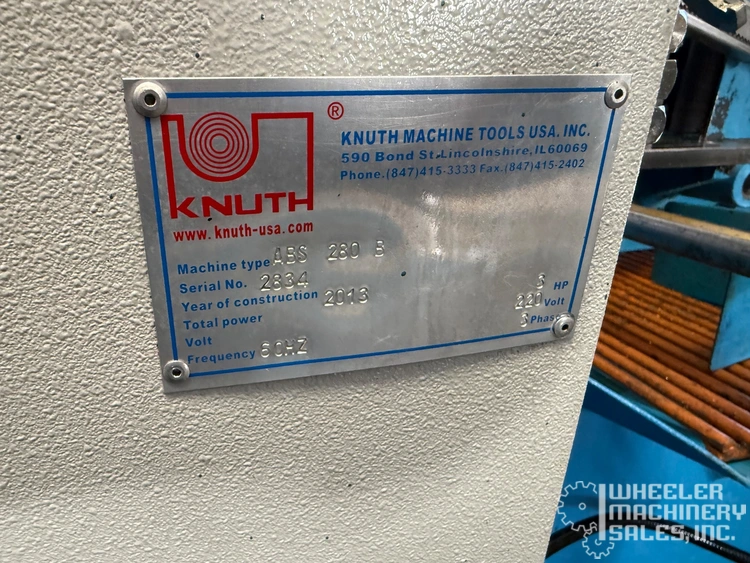 ®
KNUTH
www.knuth-usa.com
KNUTH MACHINE TOOLS USA. INC.
590 Bond St.Lincolnshire,IL60069
Phone.(847)415-3333 Fax.(847)415-2402
Machine type ABS 280 B
Serial No. 2834
Year of construction 2013
Total power 3 HP
Volt 220 Volt
Frequency 60HZ 3 Phase
WHEELER
MACHINERY
SALES, INC.